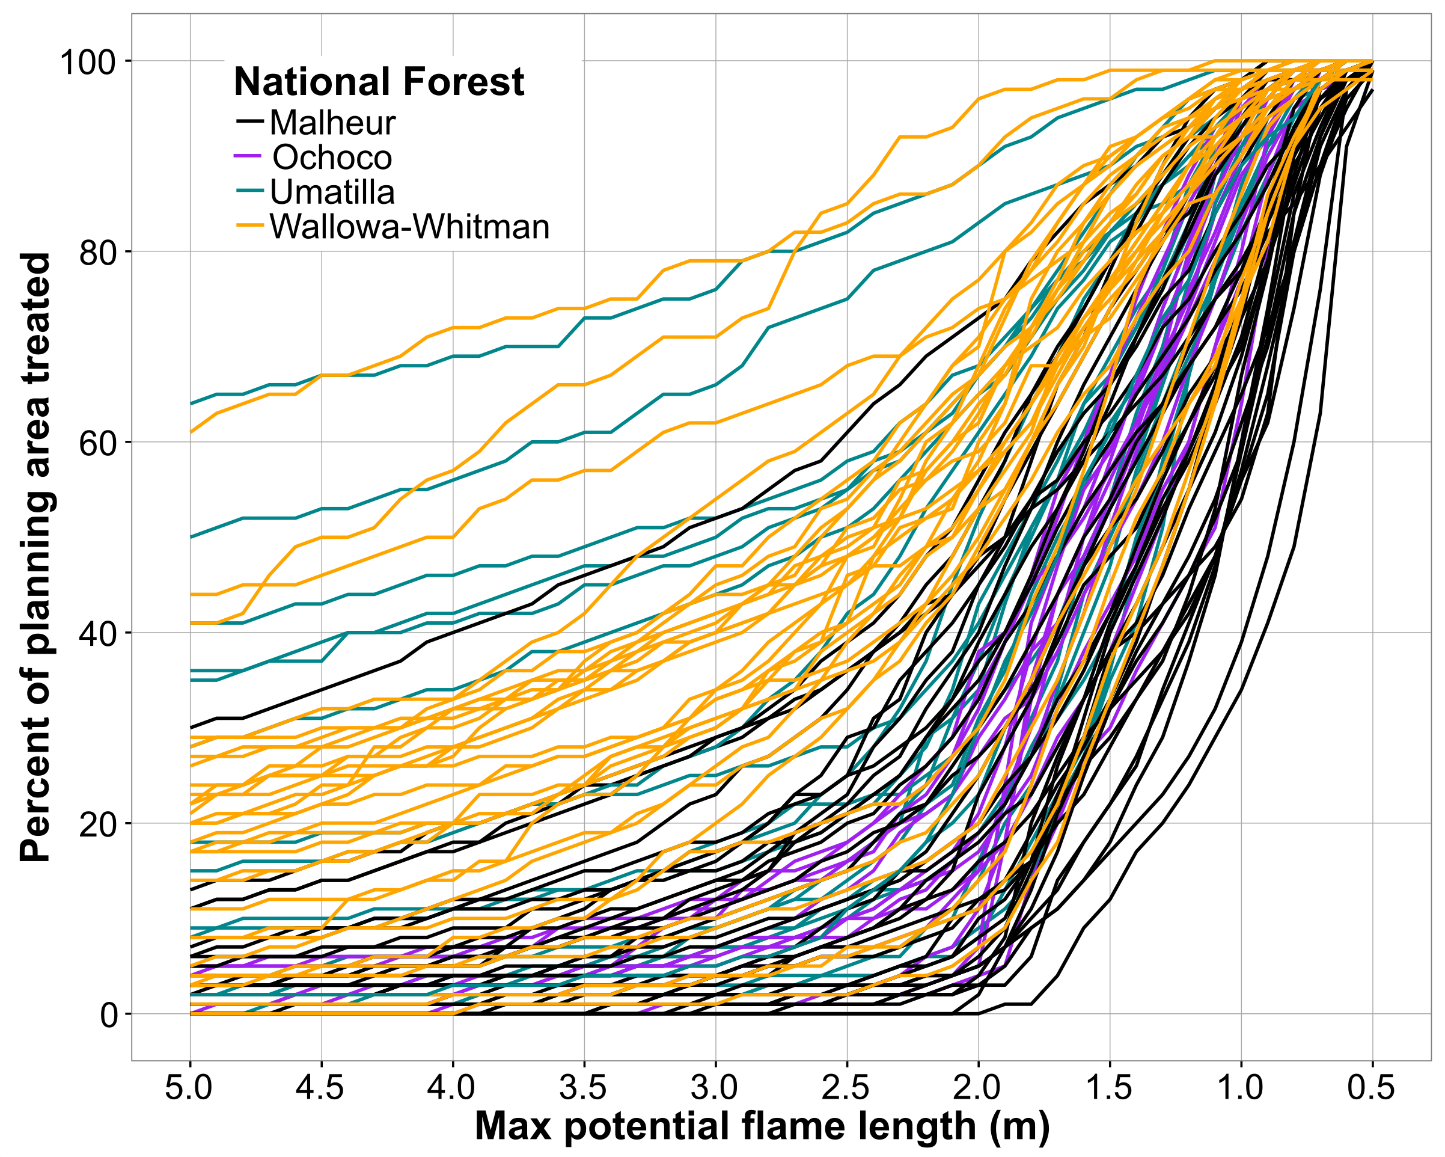 National Forest
Malheur
Ochoco
Umatilla
Wallowa-Whitman
Percent of planning area treated
100
80
60
40
20
0
5.0 4.5 4.0 3.5 3.0 2.5 2.0 1.5 1.0 0.5
Max potential flame length (m)